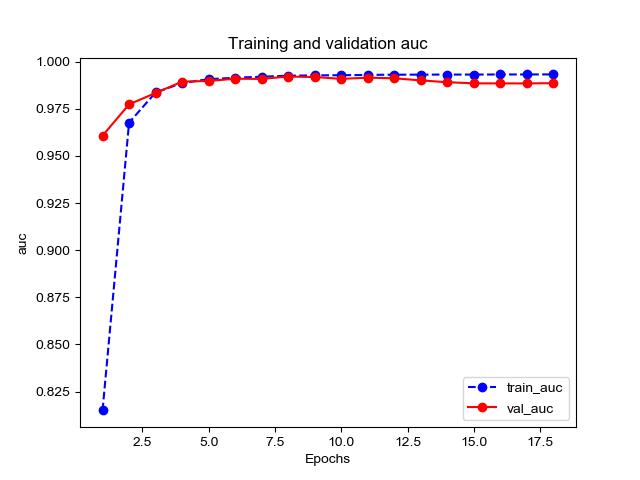 Training and validation auc
1.000
0.975
0.950
0.925
0.900
0.875
0.850
0.825
auc
2.5 5.0 7.5 10.0 12.5 15.0 17.5
Epochs
train_auc
val_auc